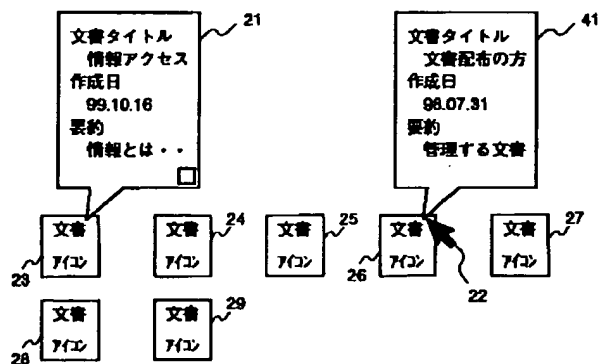 21
文書タイトル
情報アクセス
作成日
99.10.16
要約
情報とは・・
41
文書タイトル
文書配布の方
作成日
98.07.31
要約
管理する文書
文書
アイコン
23
文書
アイコン
24
文書
アイコン
25
文書
アイコン
26
22
文書
アイコン
27
文書
アイコン
28
文書
アイコン
29